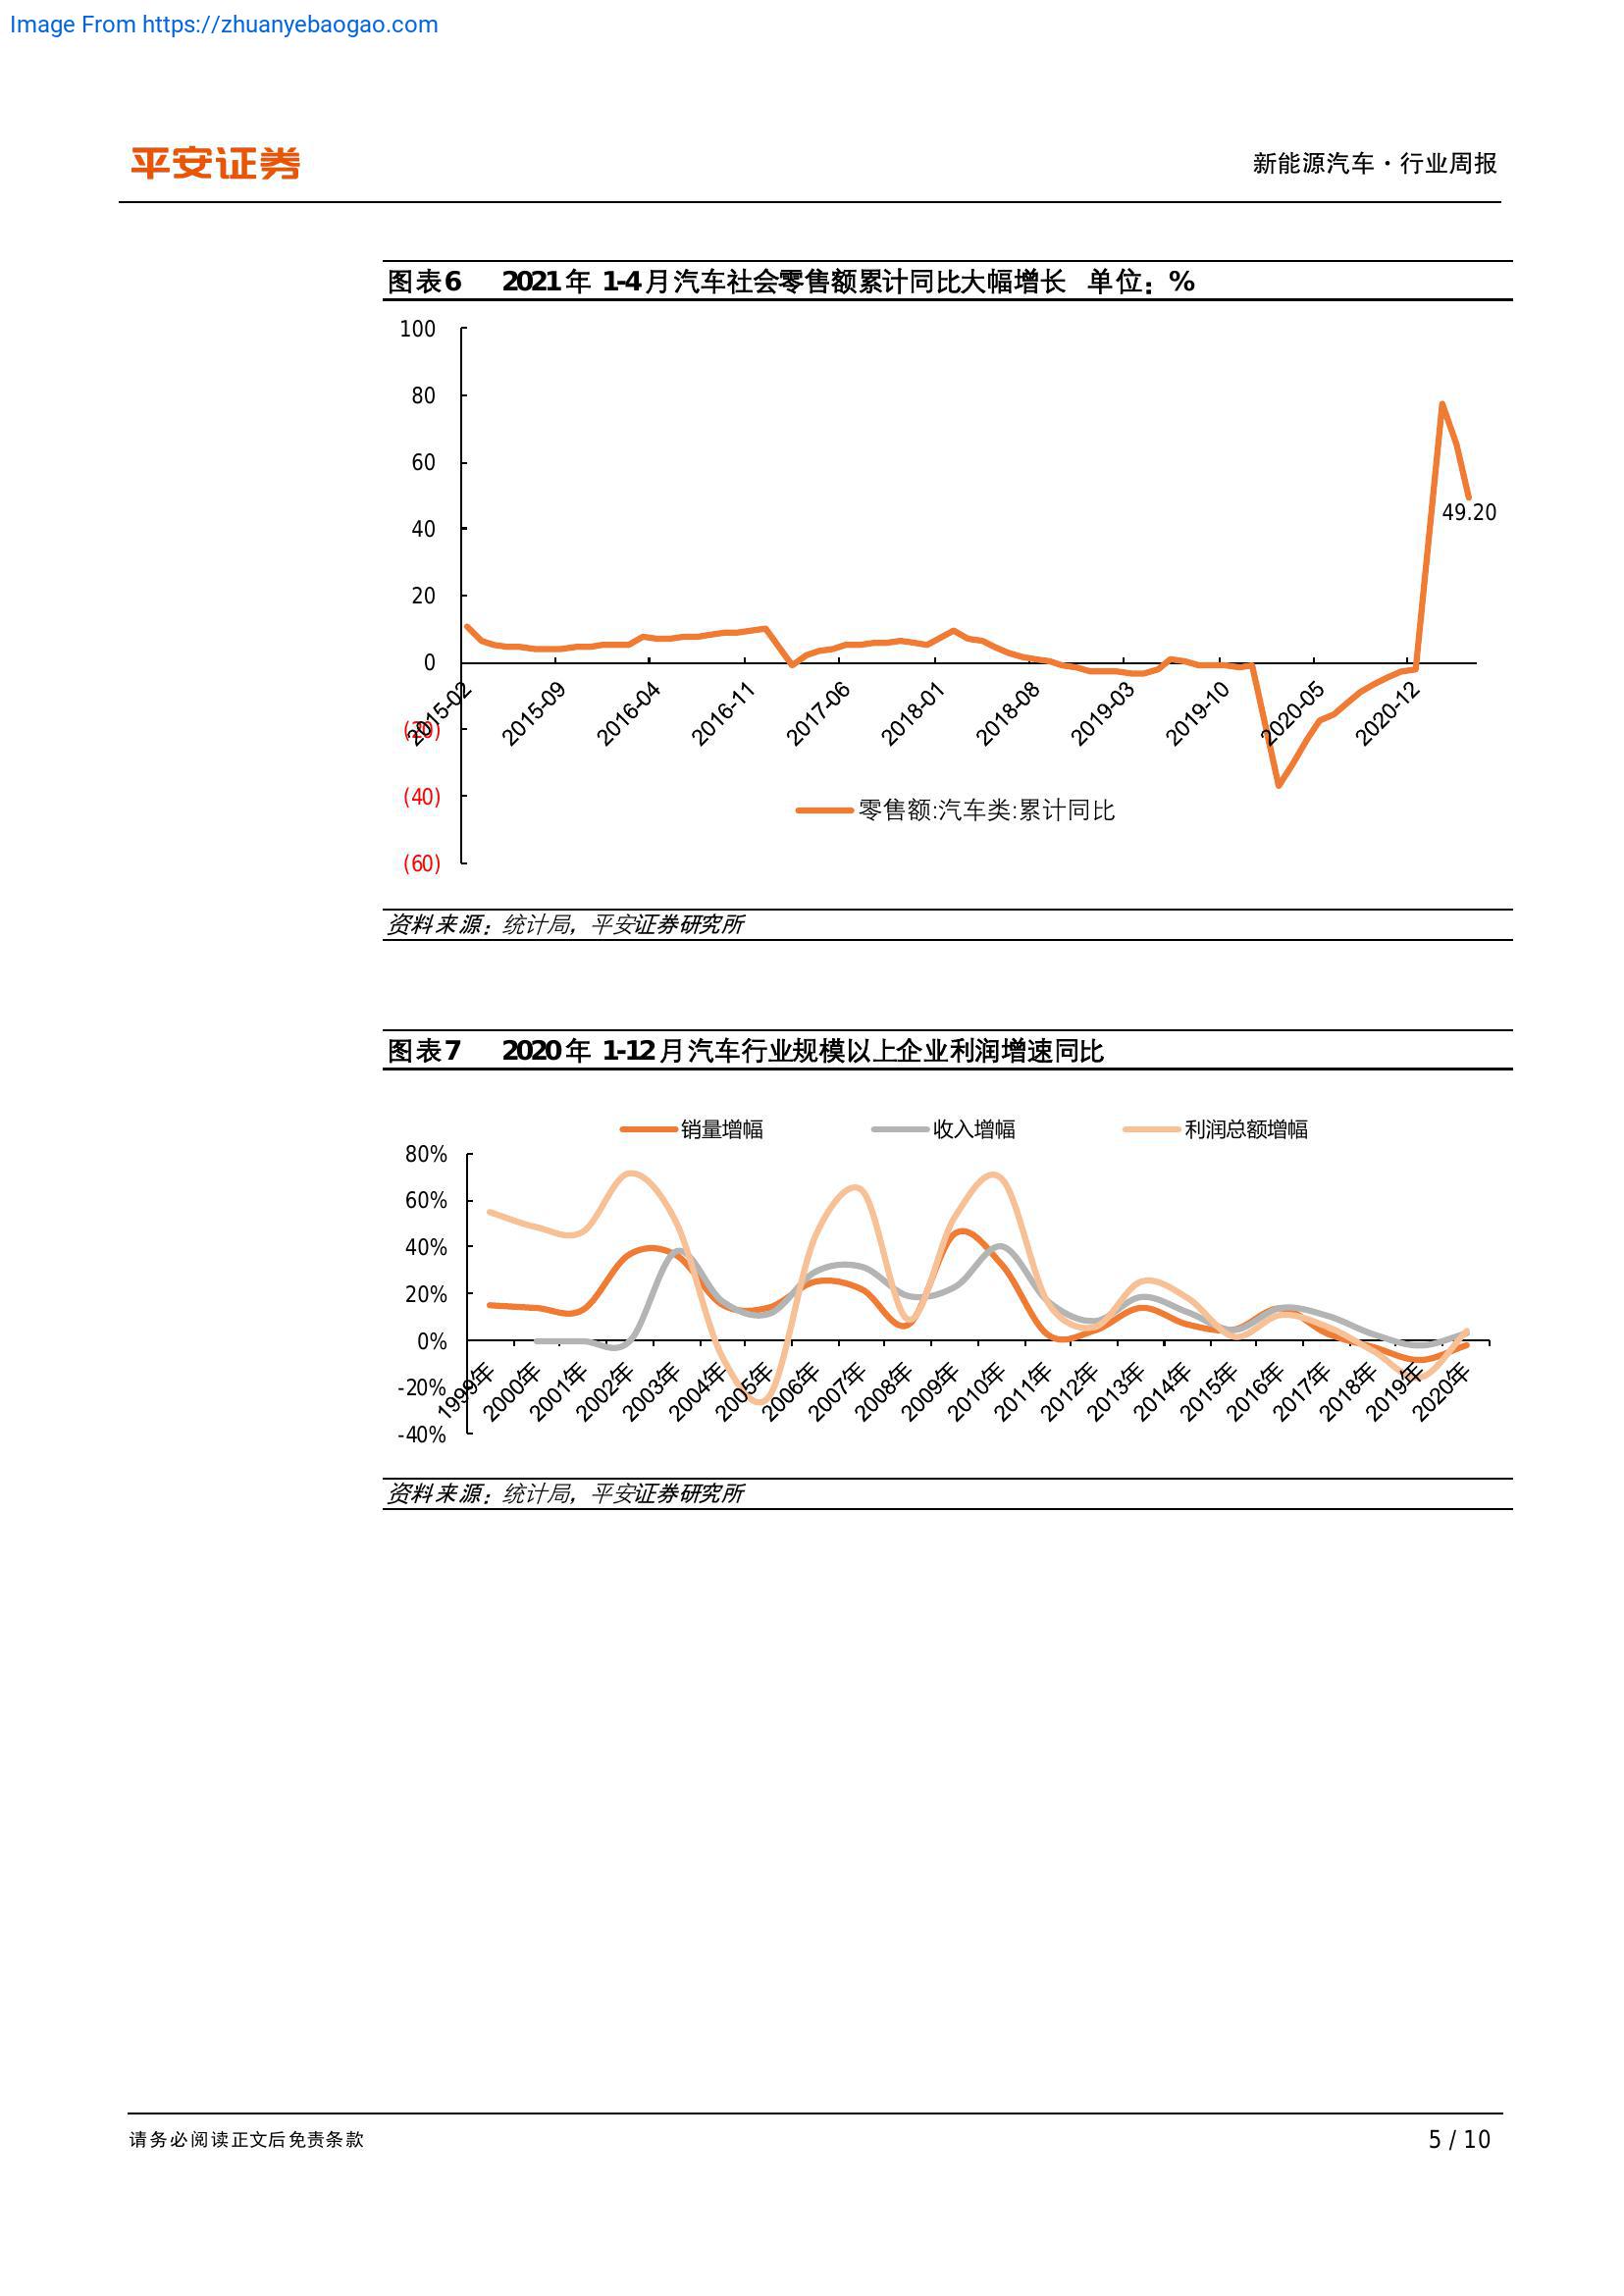 Image From https://zhuanyebaogao.com
平安证券
新能源汽车·行业周报
图表6 2021年 1-4月汽车社会零售额累计同比大幅增长 单位：%
100
80
60
40
20
0
(20)
(40)
(60)
49.20
2015-02 2015-09 2016-04 2016-11 2017-06 2018-01 2018-08 2019-03 2019-10 2020-05 2020-12
零售额:汽车类:累计同比
资料来源：统计局，平安证券研究所
图表7 2020年 1-12月汽车行业规模以上企业利润增速同比
销量增幅 收入增幅 利润总额增幅
80%
60%
40%
20%
0%
-20%
-40%
1999年 2000年 2001年 2002年 2003年 2004年 2005年 2006年 2007年 2008年 2009年 2010年 2011年 2012年 2013年 2014年 2015年 2016年 2017年 2018年 2019年 2020年
资料来源：统计局，平安证券研究所
请务必阅读正文后免责条款
5 / 10